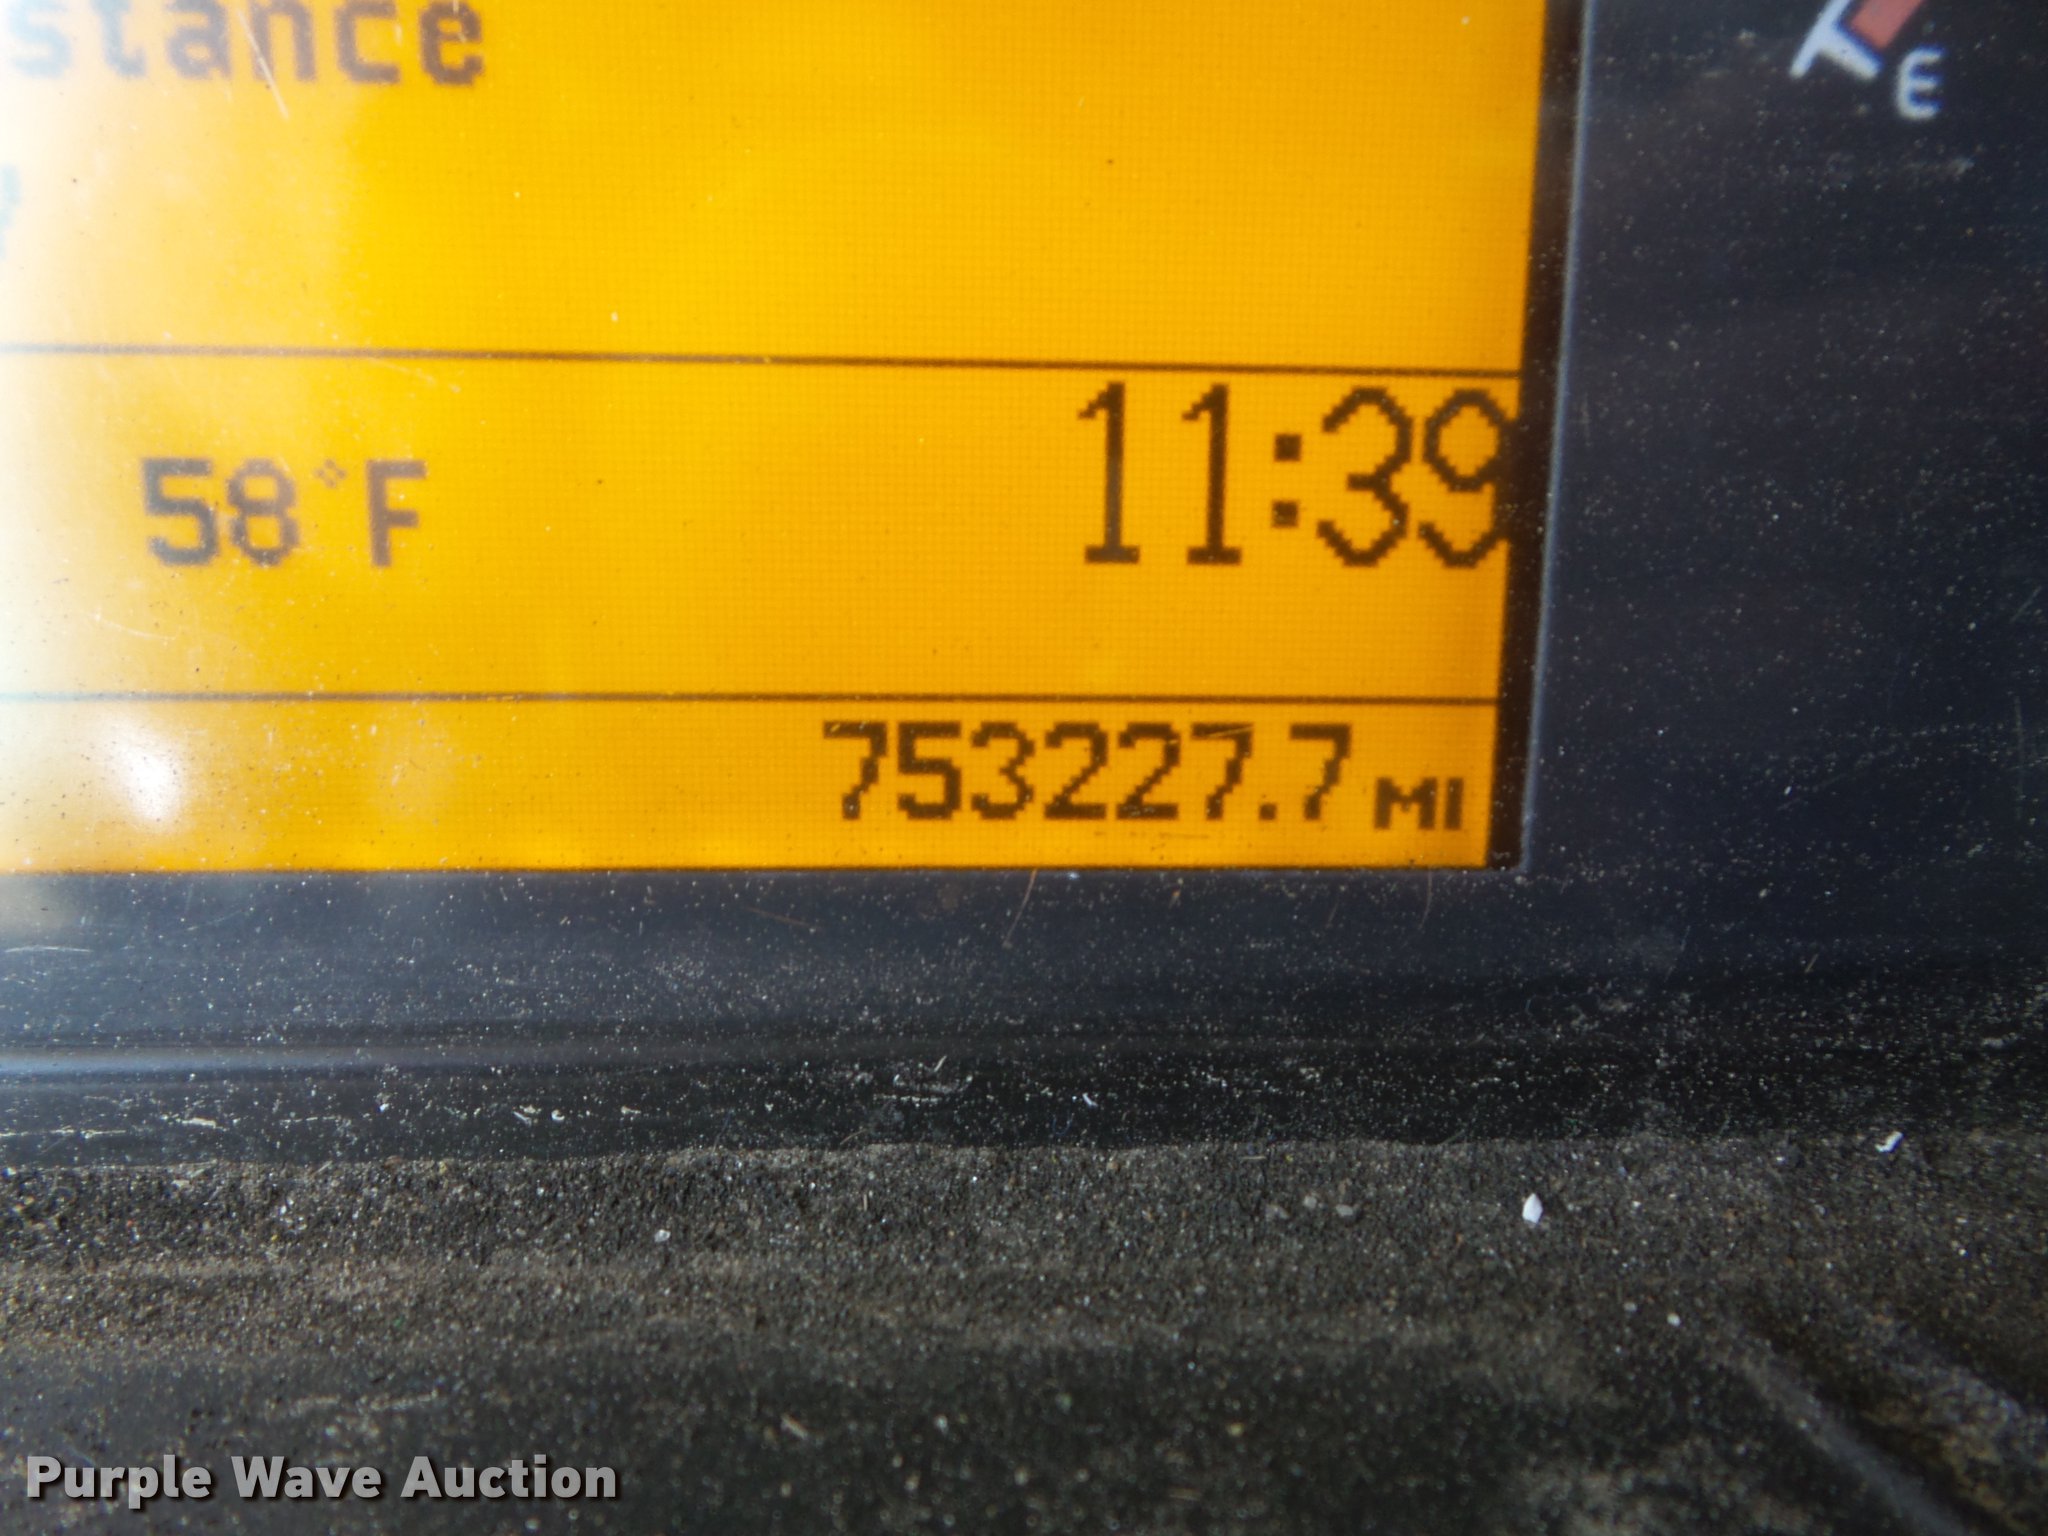 stance
E
58°F
11:39
753227.7 MI
Purple Wave Auction